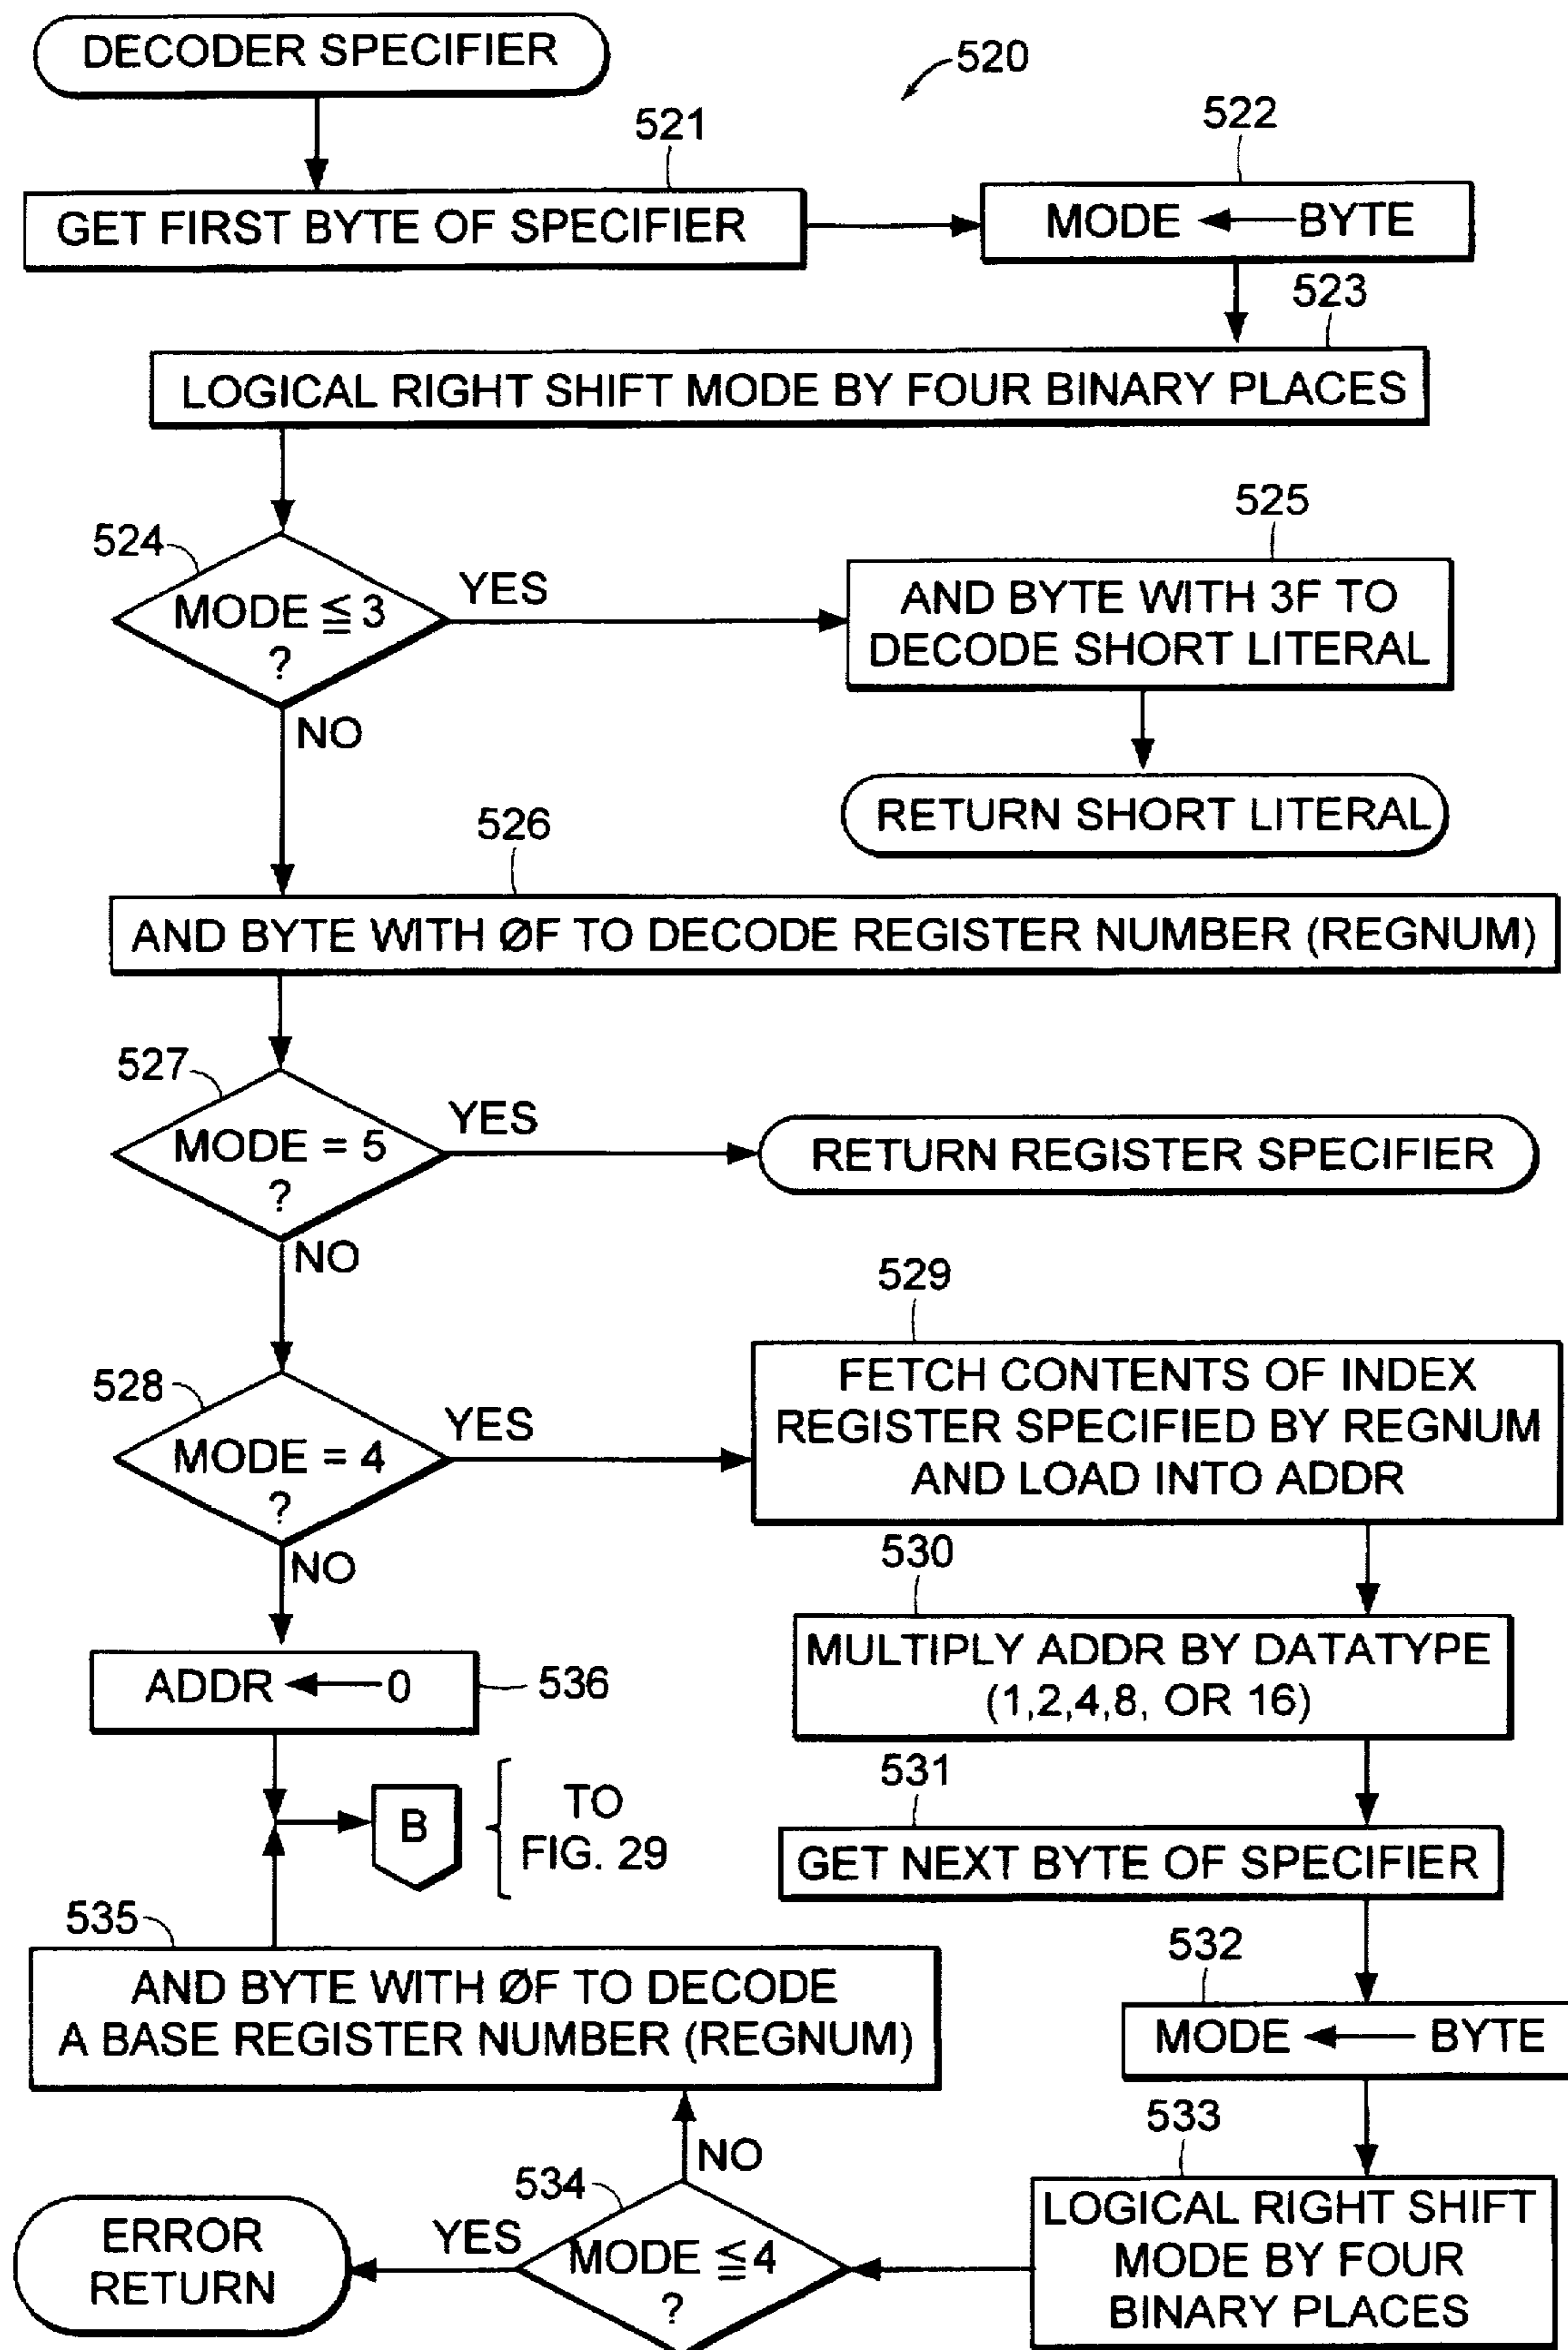 DECODER SPECIFIER
520
521
GET FIRST BYTE OF SPECIFIER
522
MODE ← BYTE
523
LOGICAL RIGHT SHIFT MODE BY FOUR BINARY PLACES
524
MODE ≦ 3
?
YES
NO
525
AND BYTE WITH 3F TO
DECODE SHORT LITERAL
RETURN SHORT LITERAL
526
AND BYTE WITH ØF TO DECODE REGISTER NUMBER (REGNUM)
527
MODE = 5
?
YES
NO
RETURN REGISTER SPECIFIER
528
MODE = 4
?
YES
NO
529
FETCH CONTENTS OF INDEX
REGISTER SPECIFIED BY REGNUM
AND LOAD INTO ADDR
530
MULTIPLY ADDR BY DATATYPE
(1,2,4,8, OR 16)
536
ADDR ← 0
B
TO
FIG. 29
531
GET NEXT BYTE OF SPECIFIER
532
MODE ← BYTE
533
LOGICAL RIGHT SHIFT
MODE BY FOUR
BINARY PLACES
534
MODE ≦ 4
?
YES
NO
535
AND BYTE WITH ØF TO DECODE
A BASE REGISTER NUMBER (REGNUM)
ERROR
RETURN